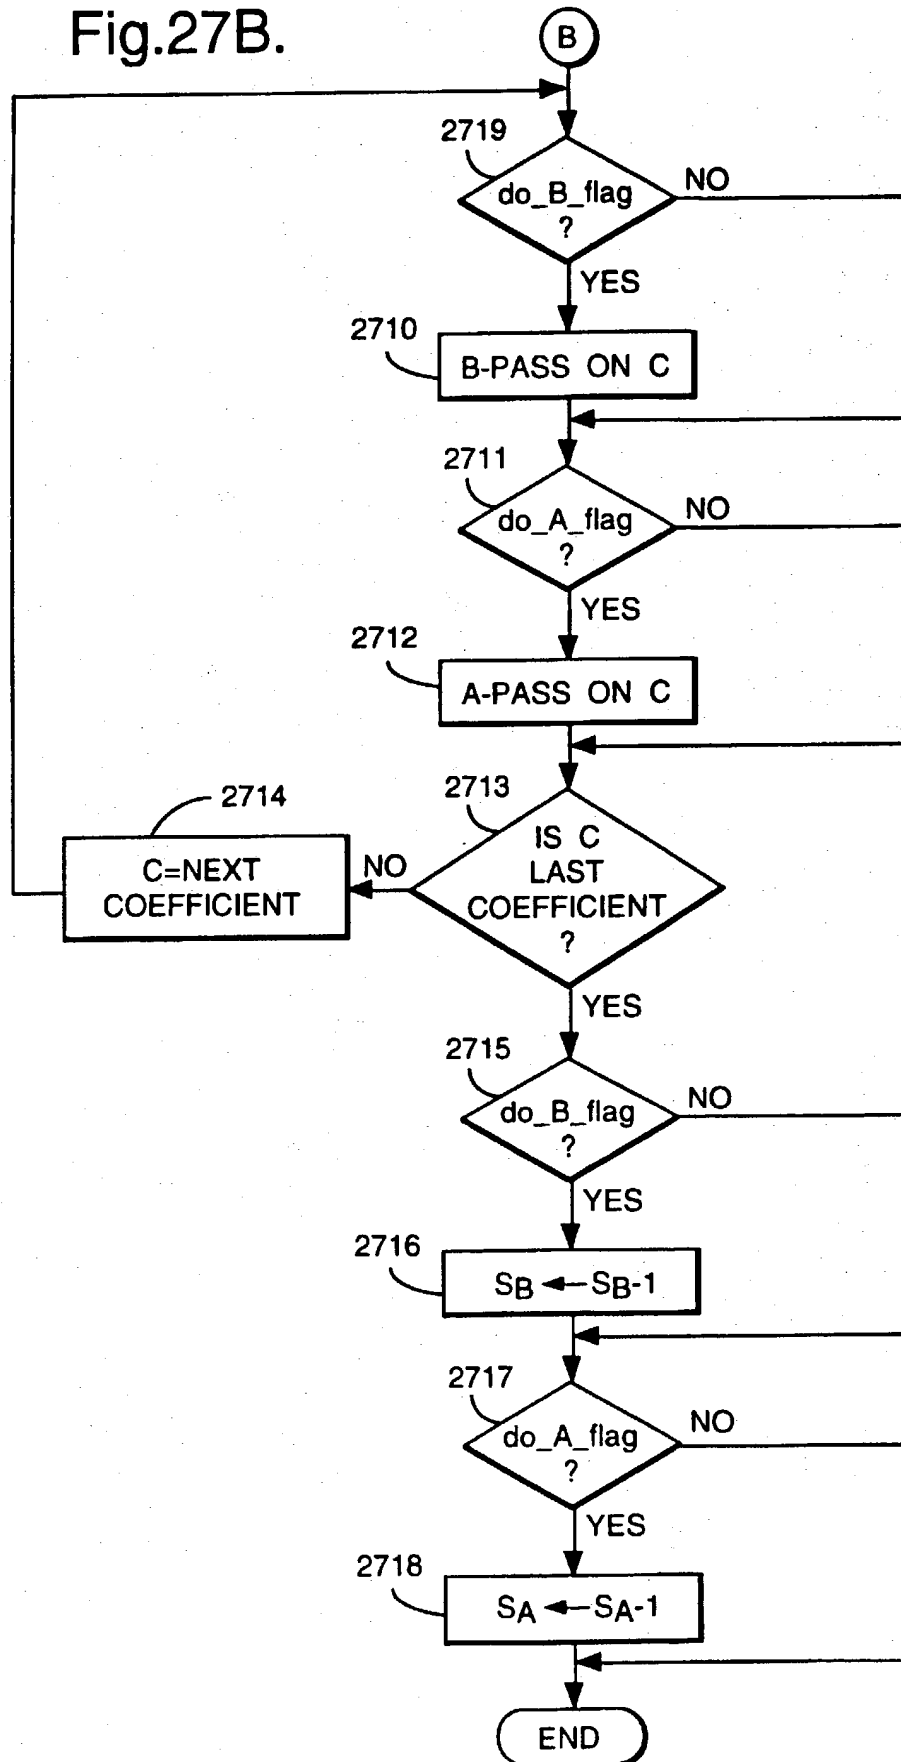 Fig.27B.
B
2719
do_B_flag
?
NO
YES
2710
B-PASS ON C
2711
do_A_flag
?
NO
YES
2712
A-PASS ON C
2713
IS C
LAST
COEFFICIENT
?
NO
2714
C=NEXT
COEFFICIENT
YES
2715
do_B_flag
?
NO
YES
2716
SB ← SB-1
2717
do_A_flag
?
NO
YES
2718
SA ← SA-1
END